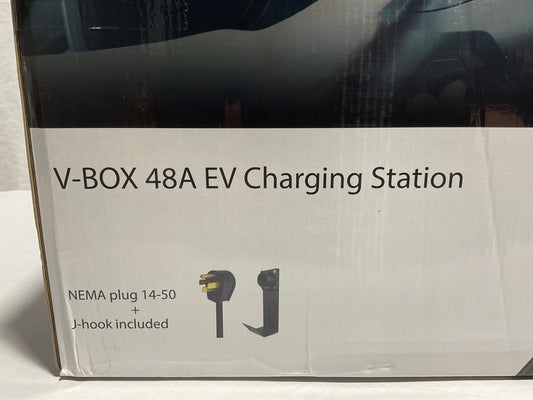 V-BOX 48A EV Charging Station
NEMA plug 14-50
+
J-hook included